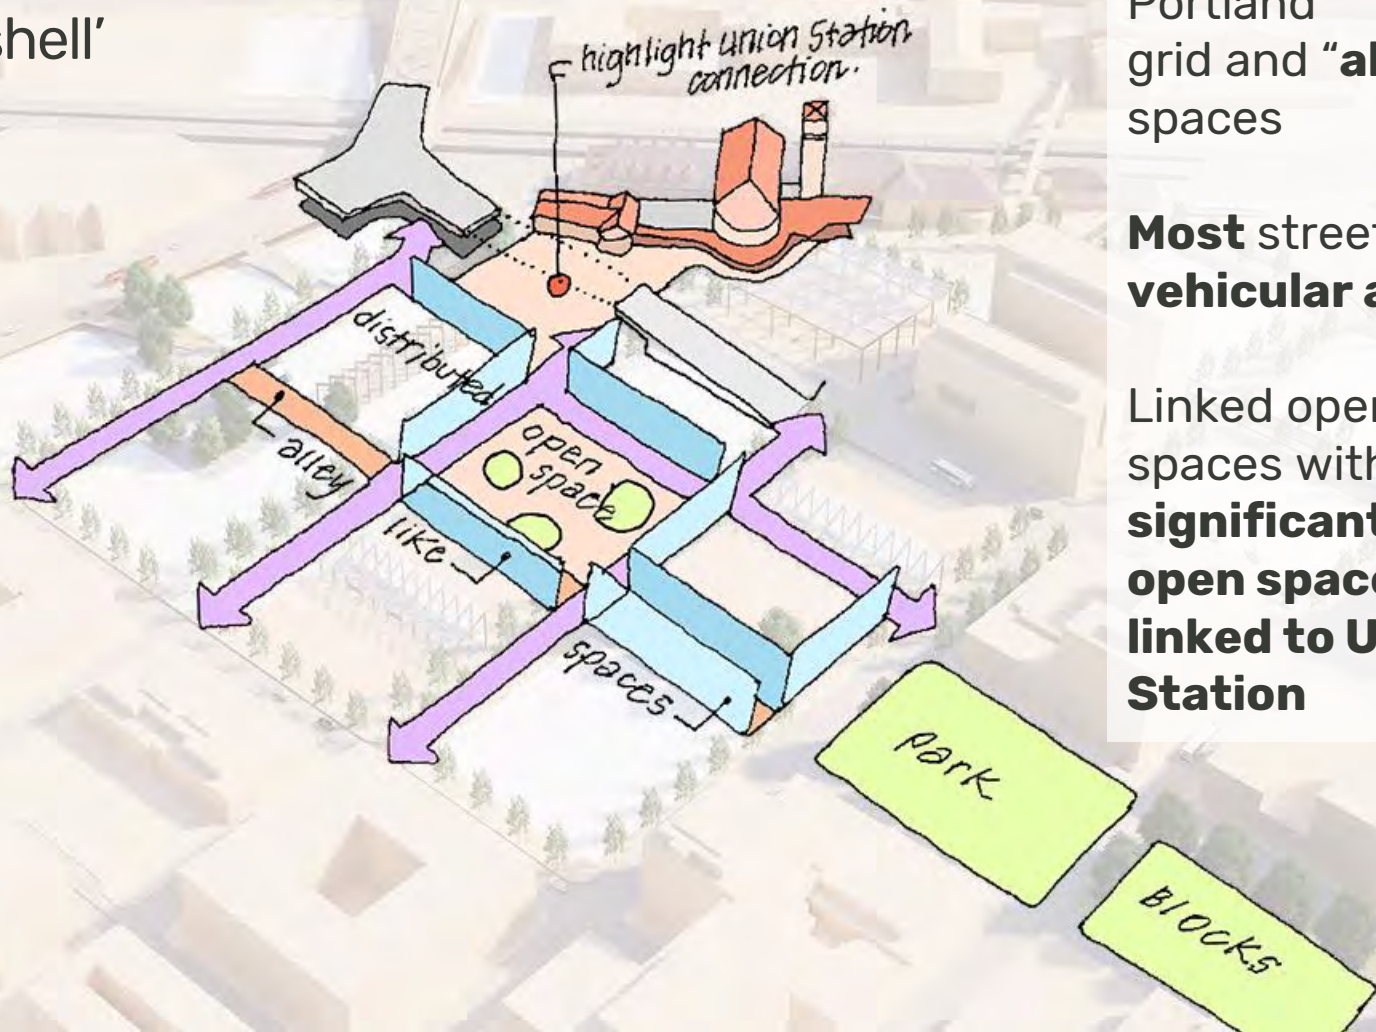 shell’
highlight union station
connection.
distributed
alley
like
spaces
open
space
Park
Blocks
Portland
grid and “al
spaces
Most street
vehicular a
Linked open
spaces with
significant
open space
linked to U
Station